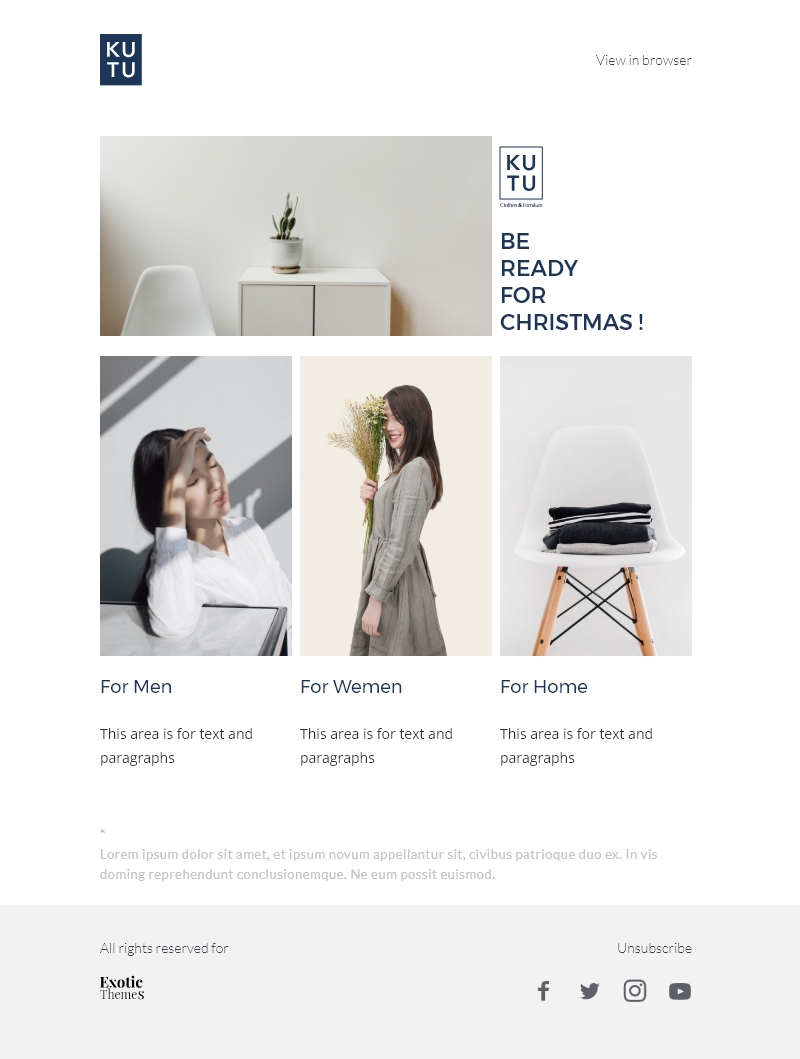 KU
TU
View in browser
KU
TU
Clothes & Forniture
BE
READY
FOR
CHRISTMAS !
For Men
For Wemen
For Home
This area is for text and
paragraphs
This area is for text and
paragraphs
This area is for text and
paragraphs
*
Lorem ipsum dolor sit amet, et ipsum novum appellantur sit, civibus patrioque duo ex. In vis
doming reprehendunt conclusionemque. Ne eum possit euismod.
All rights reserved for
Unsubscribe
Exotic
Themes